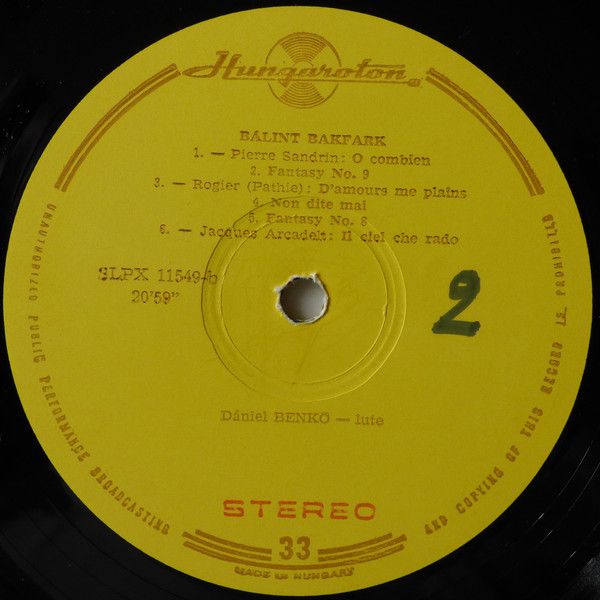 Hungaroton
BÁLINT BAKFARK
1. — Pierre Sandrin: O combien
2. Fantasy No. 9
3. — Rogier (Pathie): D'amours me plains
4. Non dite mai
5. Fantasy No. 8
6. — Jacques Arcadelt: Il ciel che rado
SLPX 11549-b
20'59"
2
Dániel BENKŐ — lute
STEREO
33
MADE IN HUNGARY
UNAUTHORIZED PUBLIC PERFORMANCE BROADCASTING
AND COPYING OF THIS RECORD IS PROHIBITED